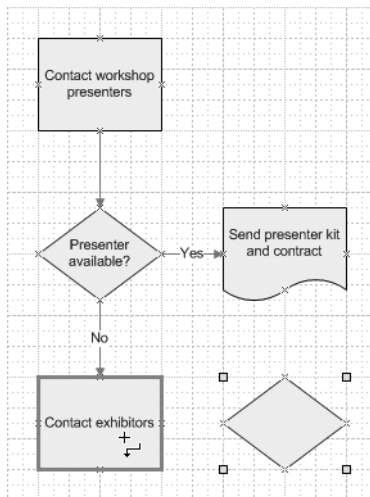 Contact workshop
presenters
Presenter
available?
Yes
Send presenter kit
and contract
No
Contact exhibitors